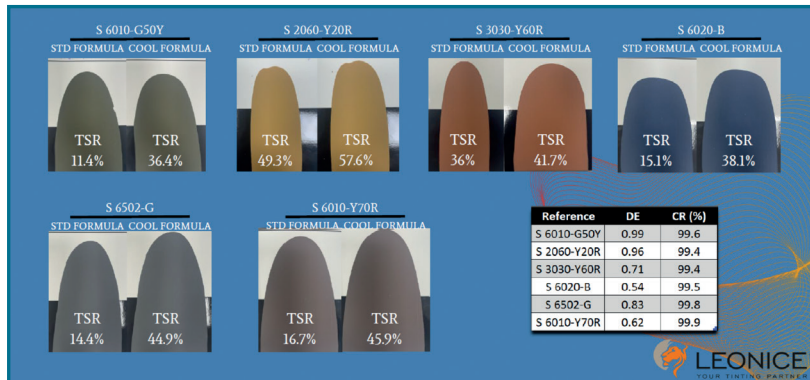 S 6010-G50Y
STD FORMULA COOL FORMULA
TSR TSR
11.4% 36.4%
S 2060-Y20R
STD FORMULA COOL FORMULA
TSR TSR
49.3% 57.6%
S 3030-Y60R
STD FORMULA COOL FORMULA
TSR TSR
36% 41.7%
S 6020-B
STD FORMULA COOL FORMULA
TSR TSR
15.1% 38.1%
S 6502-G
STD FORMULA COOL FORMULA
TSR TSR
14.4% 44.9%
S 6010-Y70R
STD FORMULA COOL FORMULA
TSR TSR
16.7% 45.9%
Reference DE CR (%)
S 6010-G50Y 0.99 99.6
S 2060-Y20R 0.96 99.4
S 3030-Y60R 0.71 99.4
S 6020-B 0.54 99.5
S 6502-G 0.83 99.8
S 6010-Y70R 0.62 99.9
LEONICE
YOUR TINTING PARTNER